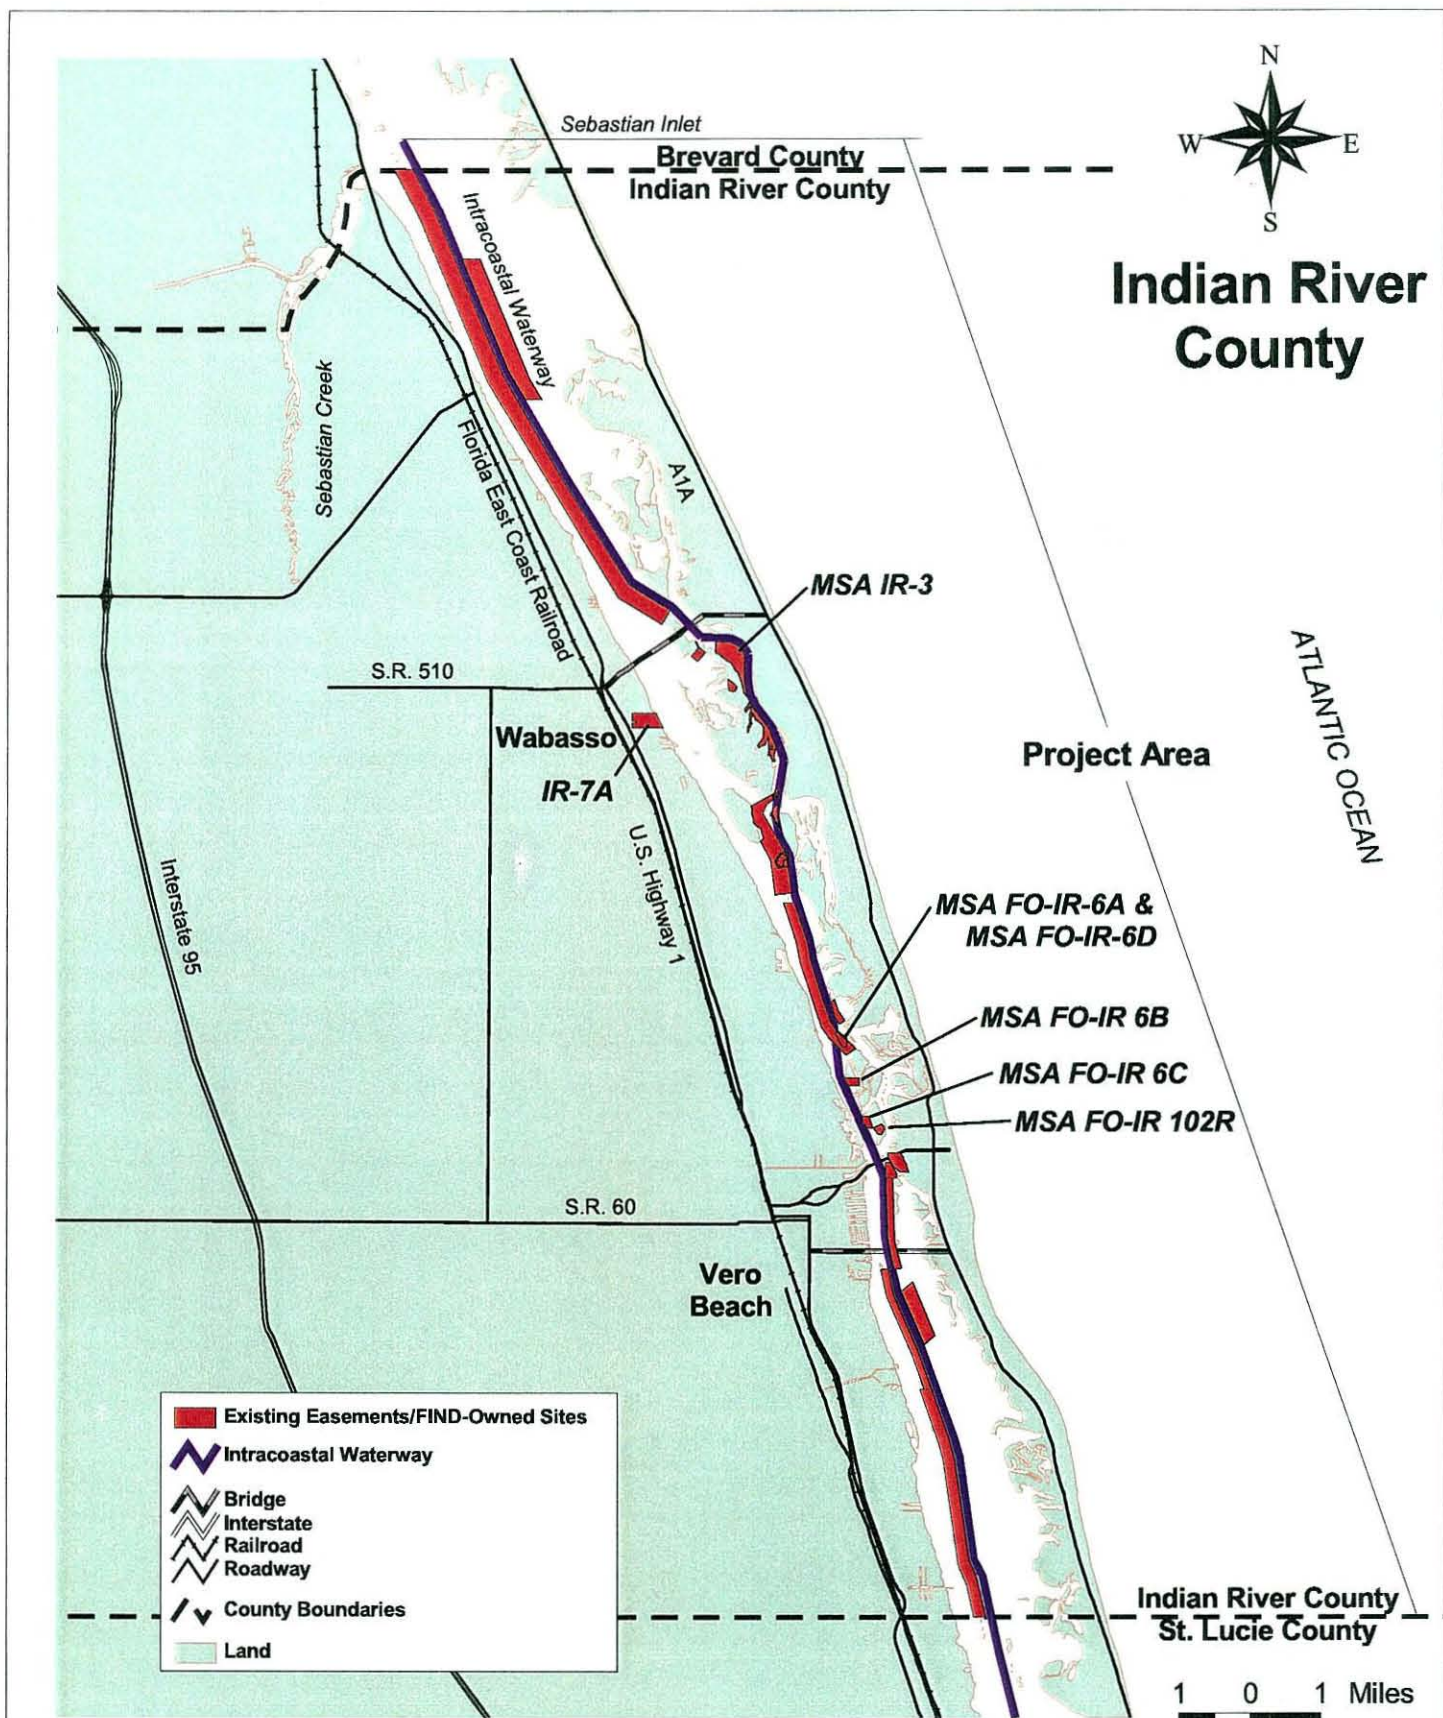 N
W
E
S
Sebastian Inlet
Brevard County
Indian River County
Indian River
County
Intracoastal Waterway
Sebastian Creek
Florida East Coast Railroad
A1A
MSA IR-3
ATLANTIC OCEAN
S.R. 510
Wabasso
IR-7A
Project Area
U.S. Highway 1
Interstate 95
MSA FO-IR-6A &
MSA FO-IR-6D
MSA FO-IR 6B
MSA FO-IR 6C
MSA FO-IR 102R
S.R. 60
Vero
Beach
Existing Easements/FIND-Owned Sites
Intracoastal Waterway
Bridge
Interstate
Railroad
Roadway
County Boundaries
Land
Indian River County
St. Lucie County
1 0 1 Miles